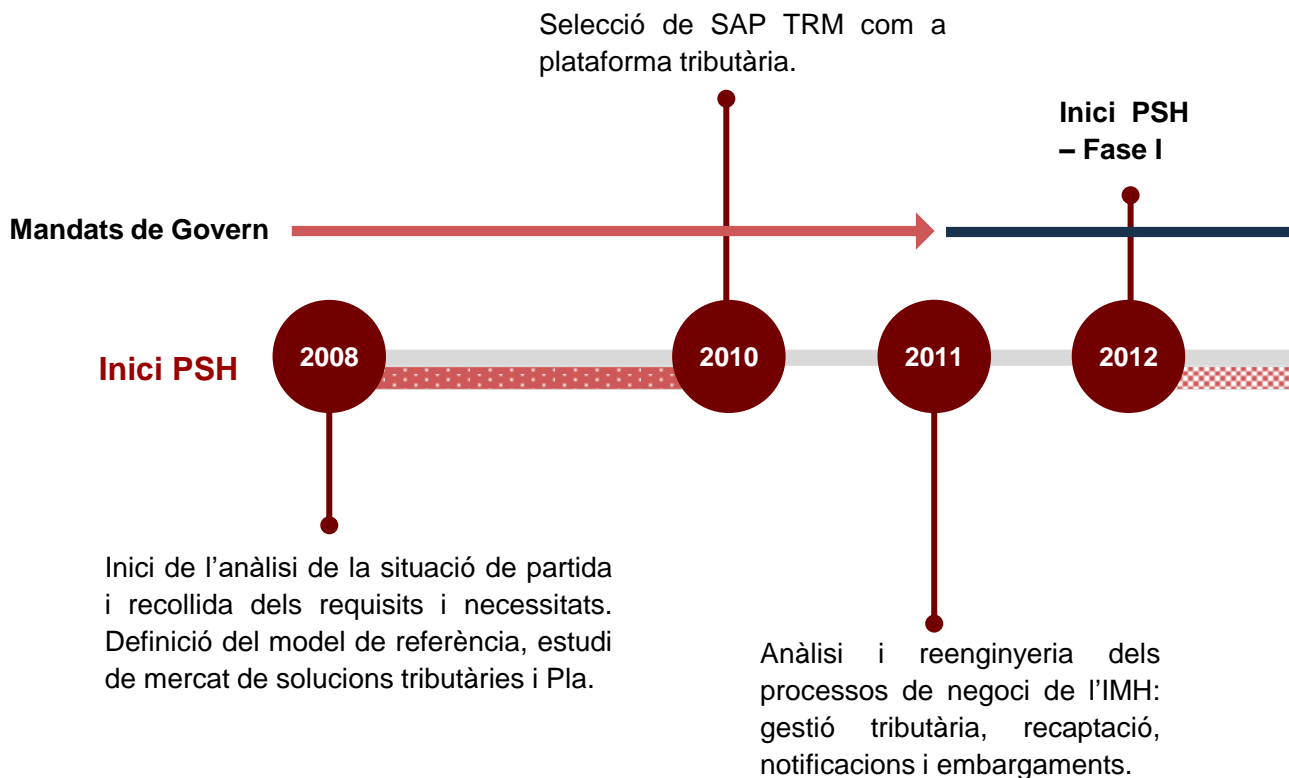 Selecció de SAP TRM com a
plataforma tributària.
Inici PSH
– Fase I
Mandats de Govern
Inici PSH
2008
2010
2011
2012
Inici de l’anàlisi de la situació de partida
i recollida dels requisits i necessitats.
Definició del model de referència, estudi
de mercat de solucions tributàries i Pla.
Anàlisi i reenginyeria dels
processos de negoci de l’IMH:
gestió tributària, recaptació,
notificacions i embargaments.